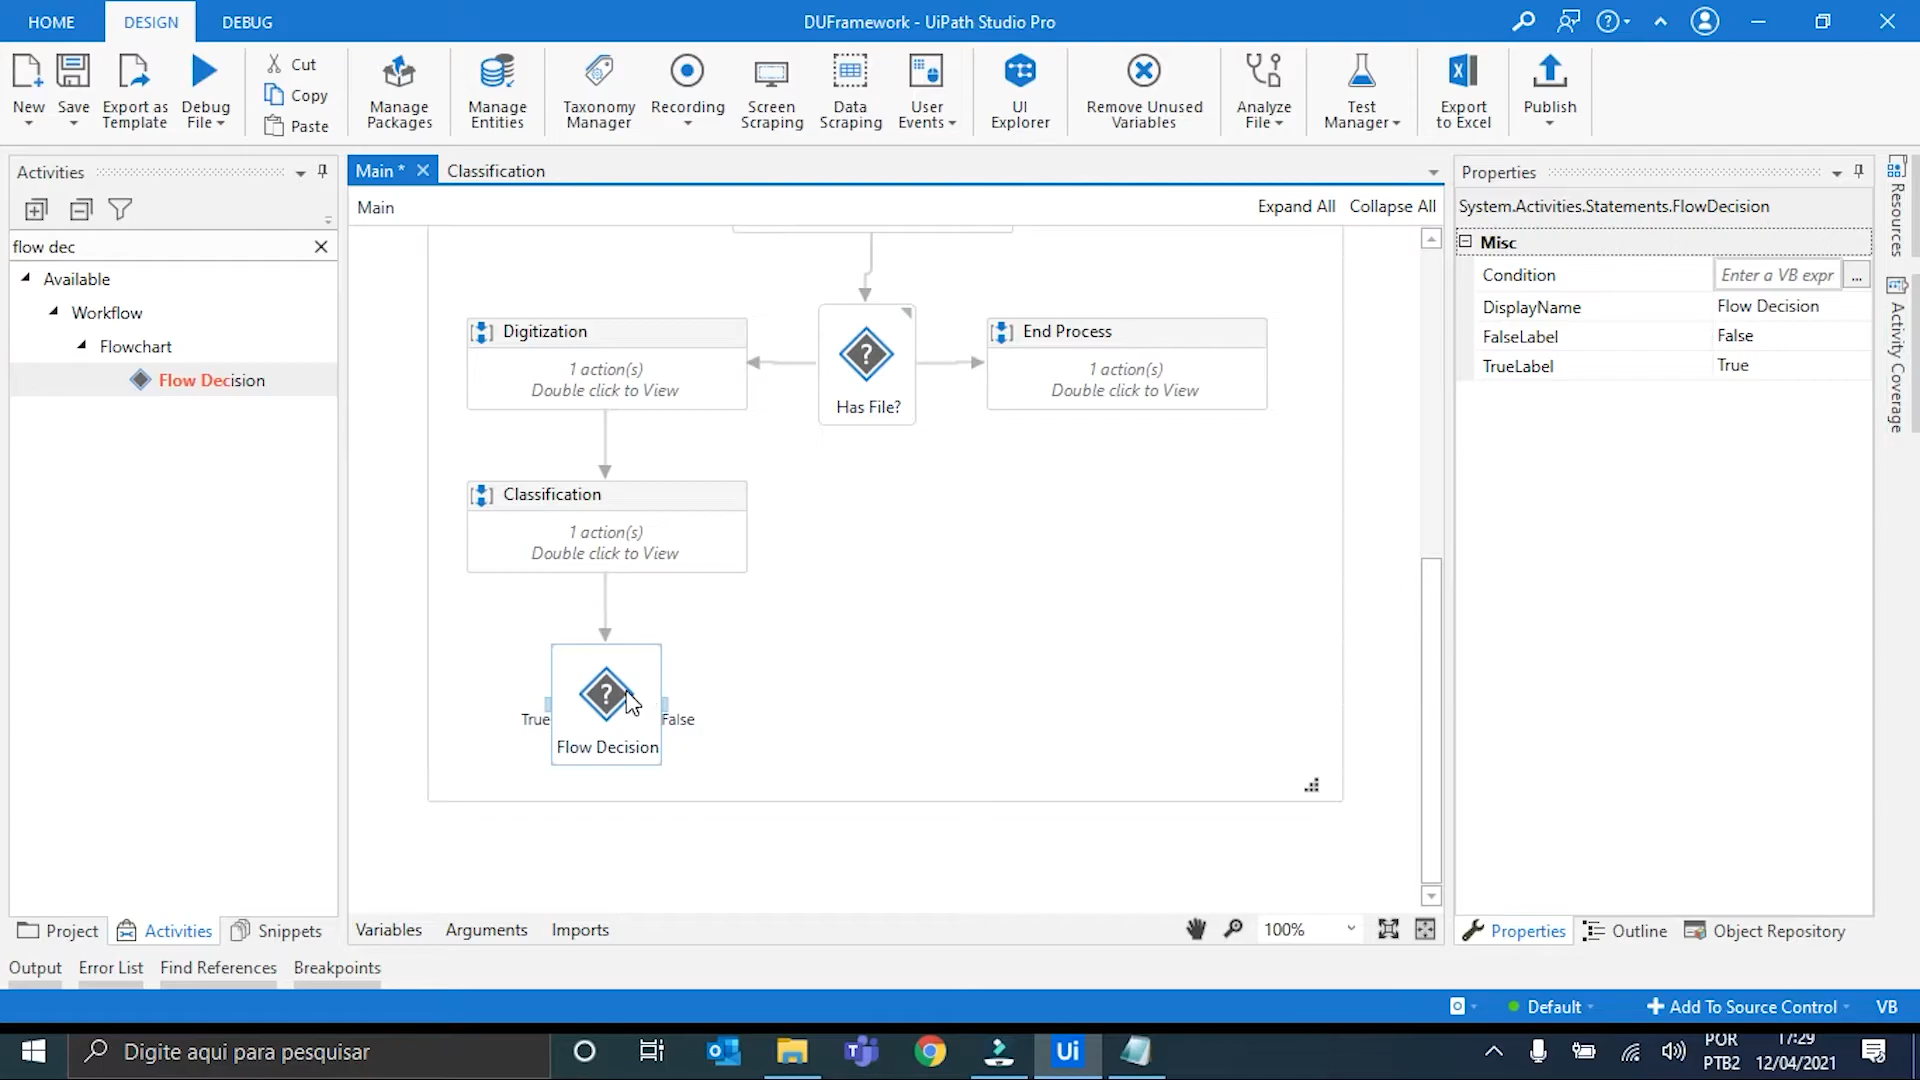 HOME DESIGN DEBUG DUFramework - UiPath Studio Pro
New Save Export as Template Debug File Cut Copy Paste Manage Packages Manage Entities Taxonomy Manager Recording Screen Scraping Data Scraping User Events UI Explorer Remove Unused Variables Analyze File Test Manager Export to Excel Publish
Activities
flow dec
Available
Workflow
Flowchart
Flow Decision
Main * Classification
Main Expand All Collapse All
Digitization
1 action(s)
Double click to View
Has File?
End Process
1 action(s)
Double click to View
Classification
1 action(s)
Double click to View
True False
Flow Decision
Properties
System.Activities.Statements.FlowDecision
Misc
Condition Enter a VB expr ...
DisplayName Flow Decision
FalseLabel False
TrueLabel True
Resources
Activity Coverage
Project Activities Snippets
Variables Arguments Imports 100%
Properties Outline Object Repository
Output Error List Find References Breakpoints
Default Add To Source Control VB
Digite aqui para pesquisar
Ui
POR 17:29
PTB2 12/04/2021